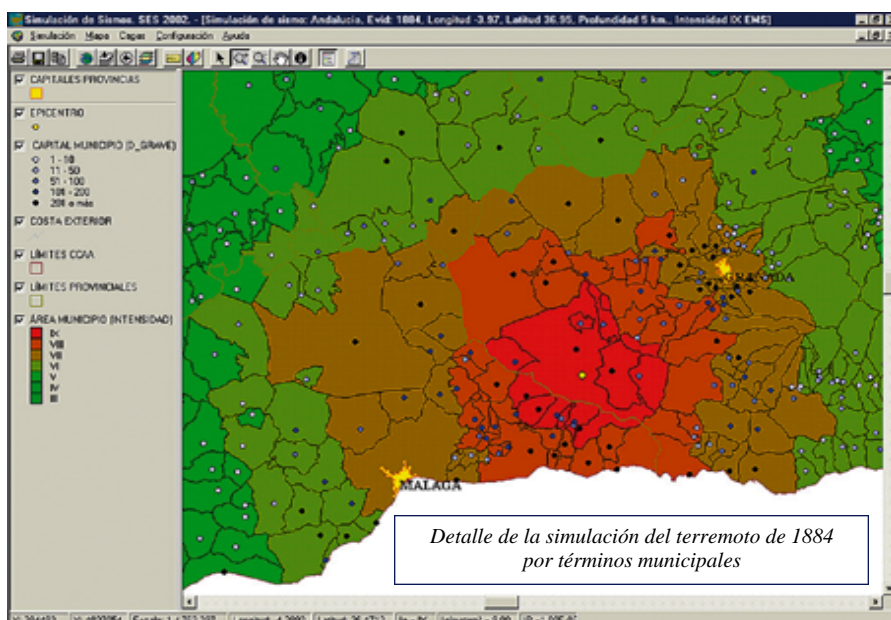 Simulación de Sismos. SES 2002. - [Simulación de sismo: Andalucía, Evid: 1884, Longitud -3.97, Latitud 36.95, Profundidad 5 km., Intensidad IX EMS]
Simulación Mapa Capas Configuración Ayuda
CAPITALES PROVINCIAS
EPICENTRO
CAPITAL MUNICIPIO (D_GRAVE)
1 - 10
11 - 50
51 - 100
101 - 200
201 o más
COSTA EXTERIOR
LÍMITES CCAA
LÍMITES PROVINCIALES
ÁREA MUNICIPIO (INTENSIDAD)
IX
VIII
VII
VI
V
IV
III
GRANADA
MALAGA
Detalle de la simulación del terremoto de 1884
por términos municipales